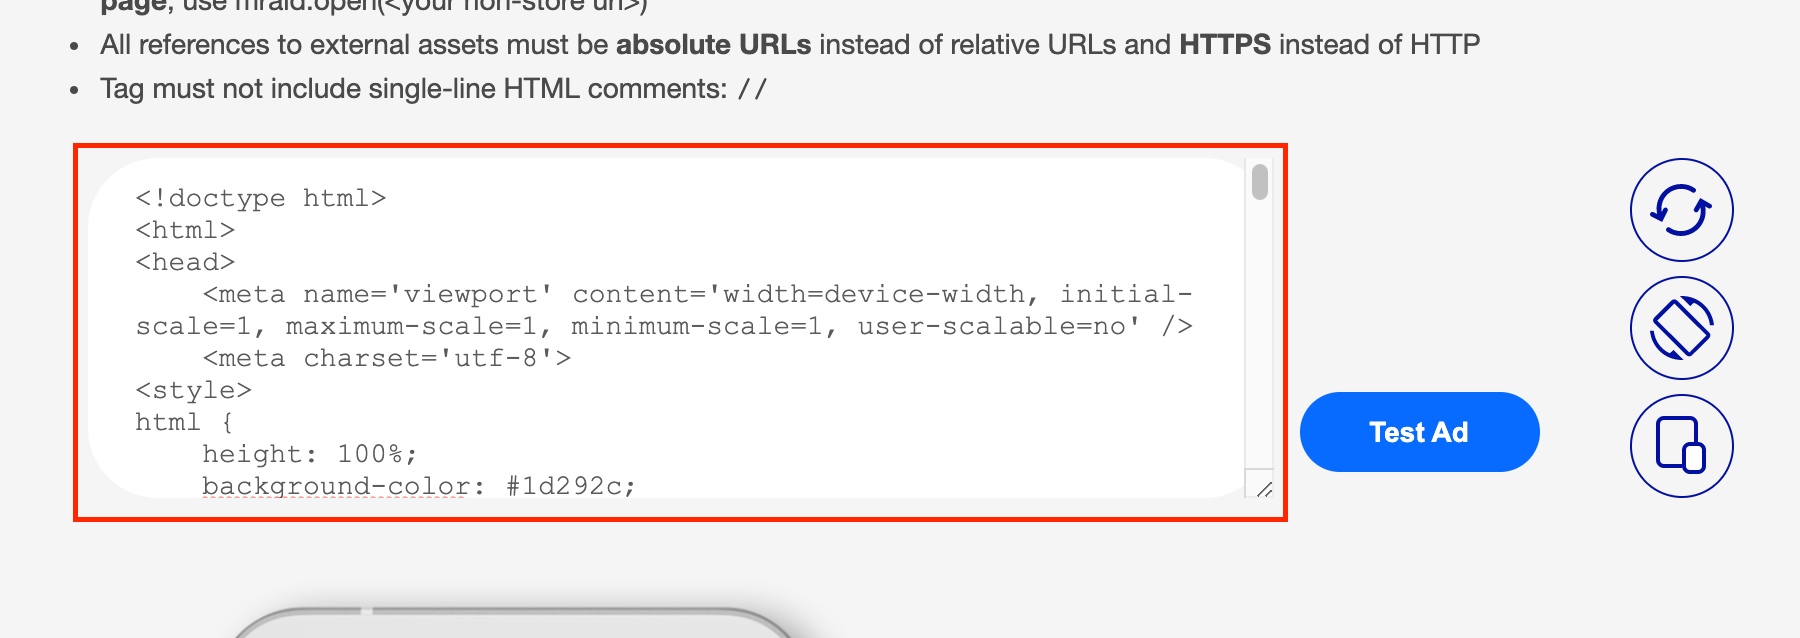 page, use mraid.open(<your non-store url>)
All references to external assets must be absolute URLs instead of relative URLs and HTTPS instead of HTTP
Tag must not include single-line HTML comments: //
<!doctype html>
<html>
<head>
<meta name='viewport' content='width=device-width, initial-
scale=1, maximum-scale=1, minimum-scale=1, user-scalable=no' />
<meta charset='utf-8'>
<style>
html {
height: 100%;
background-color: #1d292c;
Test Ad